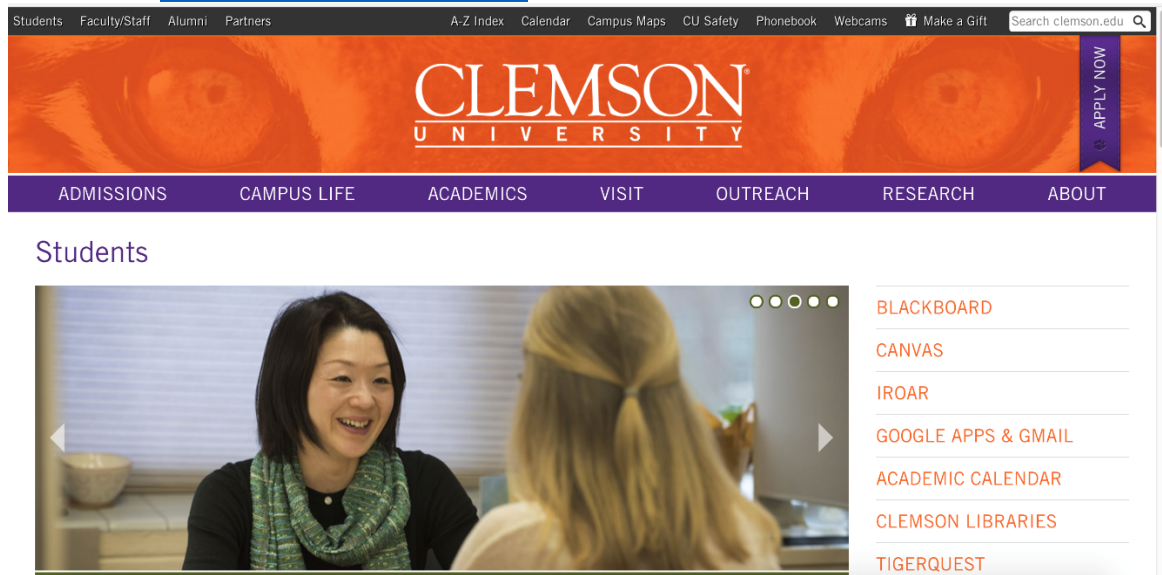 Students Faculty/Staff Alumni Partners A-Z Index Calendar Campus Maps CU Safety Phonebook Webcams Make a Gift Search clemson.edu
CLEMSON®
UNIVERSITY
APPLY NOW
ADMISSIONS CAMPUS LIFE ACADEMICS VISIT OUTREACH RESEARCH ABOUT
Students
BLACKBOARD
CANVAS
IROAR
GOOGLE APPS & GMAIL
ACADEMIC CALENDAR
CLEMSON LIBRARIES
TIGERQUEST